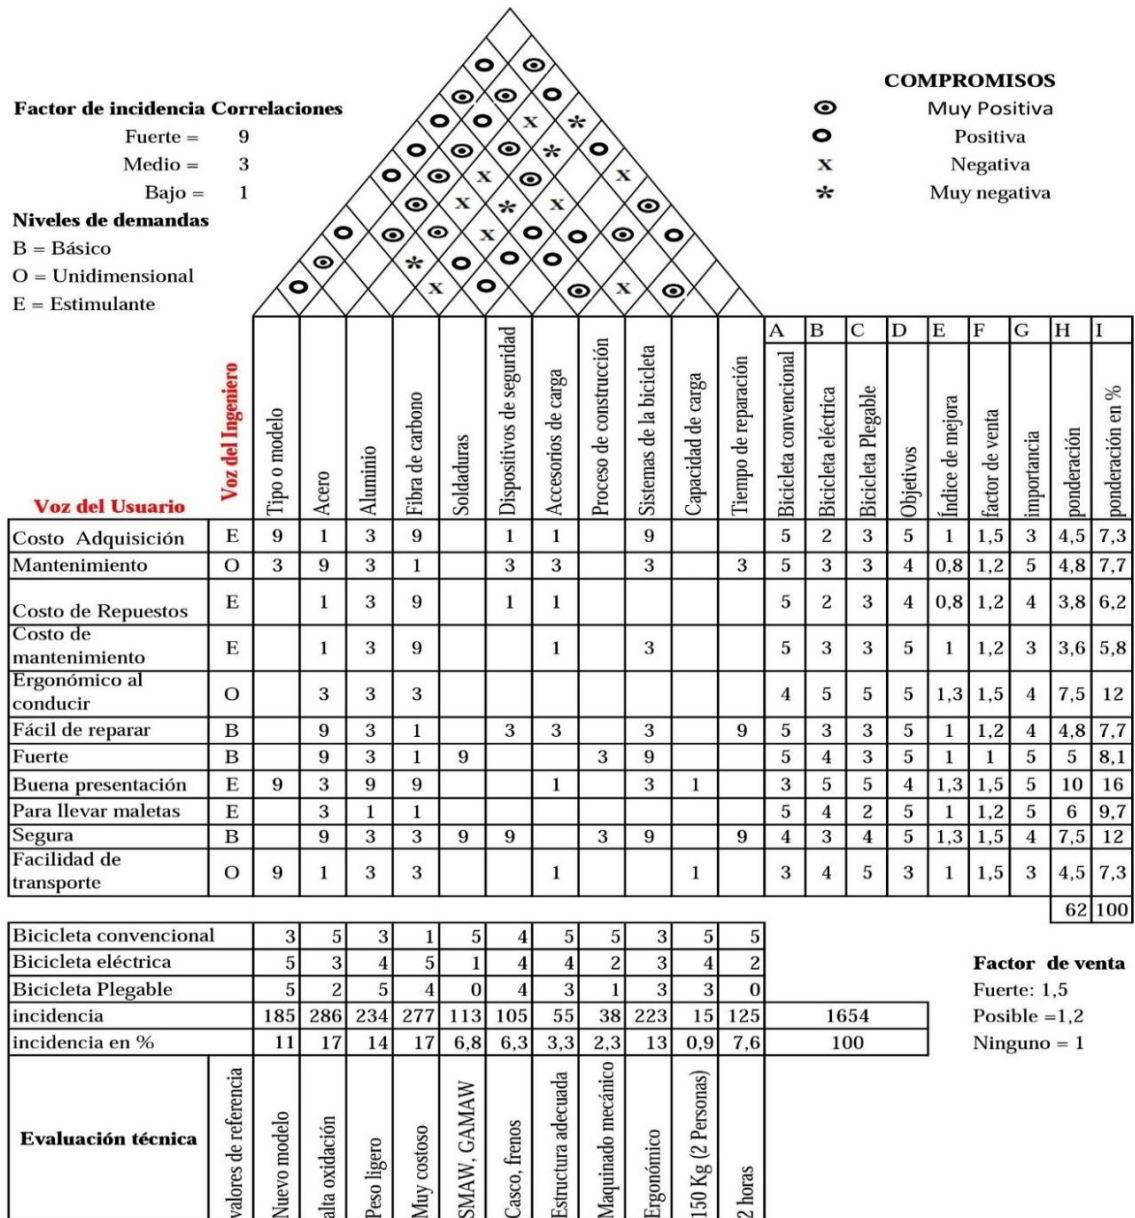 COMPROMISOS
Muy Positiva
Positiva
x Negativa
* Muy negativa
Factor de incidencia Correlaciones
Fuerte = 9
Medio = 3
Bajo = 1
Niveles de demandas
B = Básico
O = Unidimensional
E = Estimulante
A B C D E F G H I
Voz del Usuario
Voz del Ingeniero
Tipo o modelo
Acero
Aluminio
Fibra de carbono
Soldaduras
Dispositivos de seguridad
Accesorios de carga
Proceso de construcción
Sistemas de la bicicleta
Capacidad de carga
Tiempo de reparación
Bicicleta convencional
Bicicleta eléctrica
Bicicleta Plegable
Objetivos
Índice de mejora
factor de venta
importancia
ponderación
ponderación en %
Costo Adquisición E 9 1 3 9 1 1 9 5 2 3 5 1 1,5 3 4,5 7,3
Mantenimiento O 3 9 3 1 3 3 3 3 5 3 3 4 0,8 1,2 5 4,8 7,7
Costo de Repuestos E 1 3 9 1 1 5 2 3 4 0,8 1,2 4 3,8 6,2
Costo de
mantenimiento E 1 3 9 1 3 5 3 3 5 1 1,2 3 3,6 5,8
Ergonómico al
conducir O 3 3 3 4 5 5 5 1,3 1,5 4 7,5 12
Fácil de reparar B 9 3 1 3 3 3 9 5 3 3 5 1 1,2 4 4,8 7,7
Fuerte B 9 3 1 9 3 9 5 4 3 5 1 1 5 5 8,1
Buena presentación E 9 3 9 9 1 3 1 3 5 5 4 1,3 1,5 5 10 16
Para llevar maletas E 3 1 1 5 4 2 5 1 1,2 5 6 9,7
Segura B 9 3 3 9 9 3 9 9 4 3 4 5 1,3 1,5 4 7,5 12
Facilidad de
transporte O 9 1 3 3 1 1 3 4 5 3 1 1,5 3 4,5 7,3
62 100
Bicicleta convencional 3 5 3 1 5 4 5 5 3 5 5
Bicicleta eléctrica 5 3 4 5 1 4 4 2 3 4 2
Bicicleta Plegable 5 2 5 4 0 4 3 1 3 3 0
incidencia 185 286 234 277 113 105 55 38 223 15 125 1654
incidencia en % 11 17 14 17 6,8 6,3 3,3 2,3 13 0,9 7,6 100
Factor de venta
Fuerte: 1,5
Posible =1,2
Ninguno = 1
Evaluación técnica
valores de referencia
Nuevo modelo
alta oxidación
Peso ligero
Muy costoso
SMAW, GAMAW
Casco, frenos
Estructura adecuada
Maquinado mecánico
Ergonómico
150 Kg (2 Personas)
2 horas